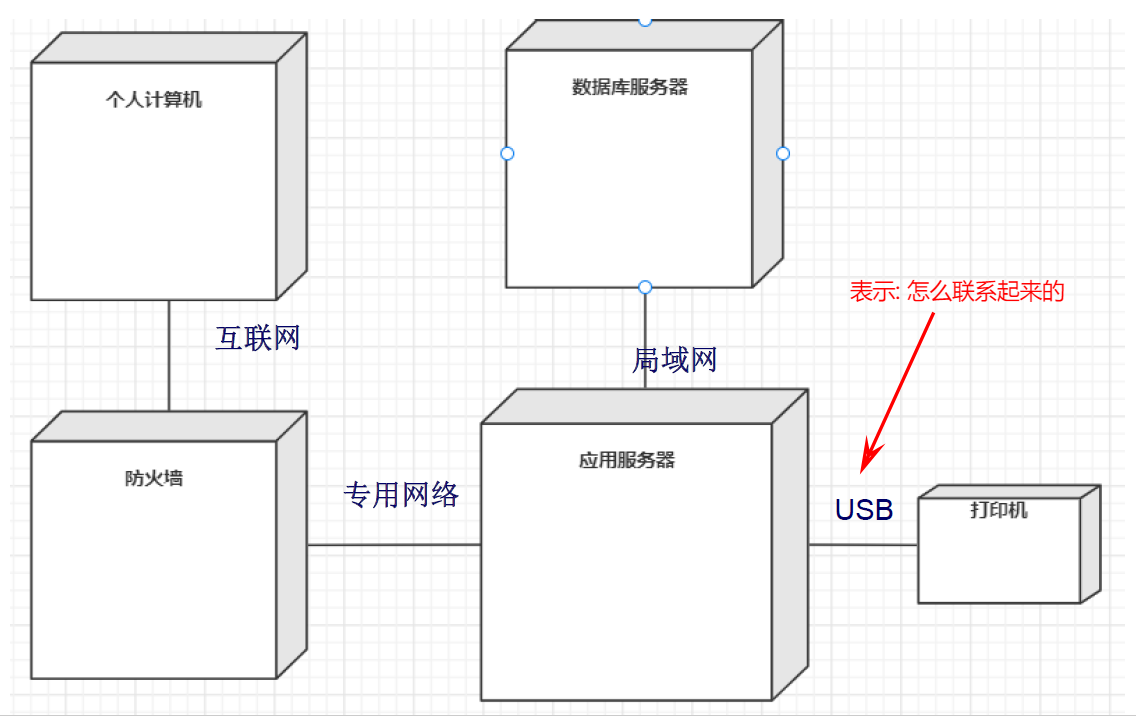 个人计算机
数据库服务器
表示: 怎么联系起来的
互联网
局域网
防火墙
应用服务器
专用网络
USB
打印机